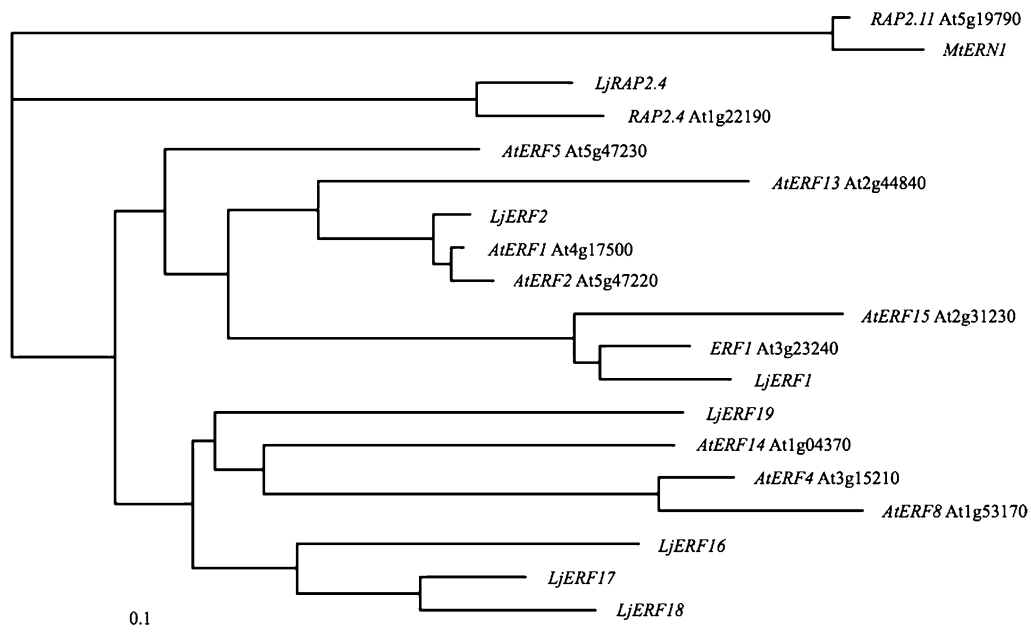 RAP2.11 At5g19790
MtERN1
LjRAP2.4
RAP2.4 At1g22190
AtERF5 At5g47230
AtERF13 At2g44840
LjERF2
AtERF1 At4g17500
AtERF2 At5g47220
AtERF15 At2g31230
ERF1 At3g23240
LjERF1
LjERF19
AtERF14 At1g04370
AtERF4 At3g15210
AtERF8 At1g53170
LjERF16
LjERF17
LjERF18
0.1